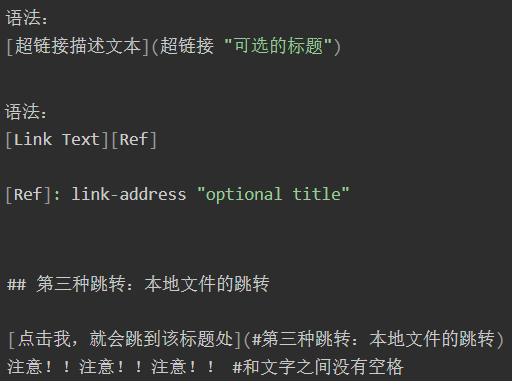 语法：
[超链接描述文本](超链接 "可选的标题")
语法：
[Link Text][Ref]
[Ref]: link-address "optional title"
## 第三种跳转：本地文件的跳转
[点击我，就会跳到该标题处](#第三种跳转：本地文件的跳转)
注意！！注意！！注意！！ #和文字之间没有空格